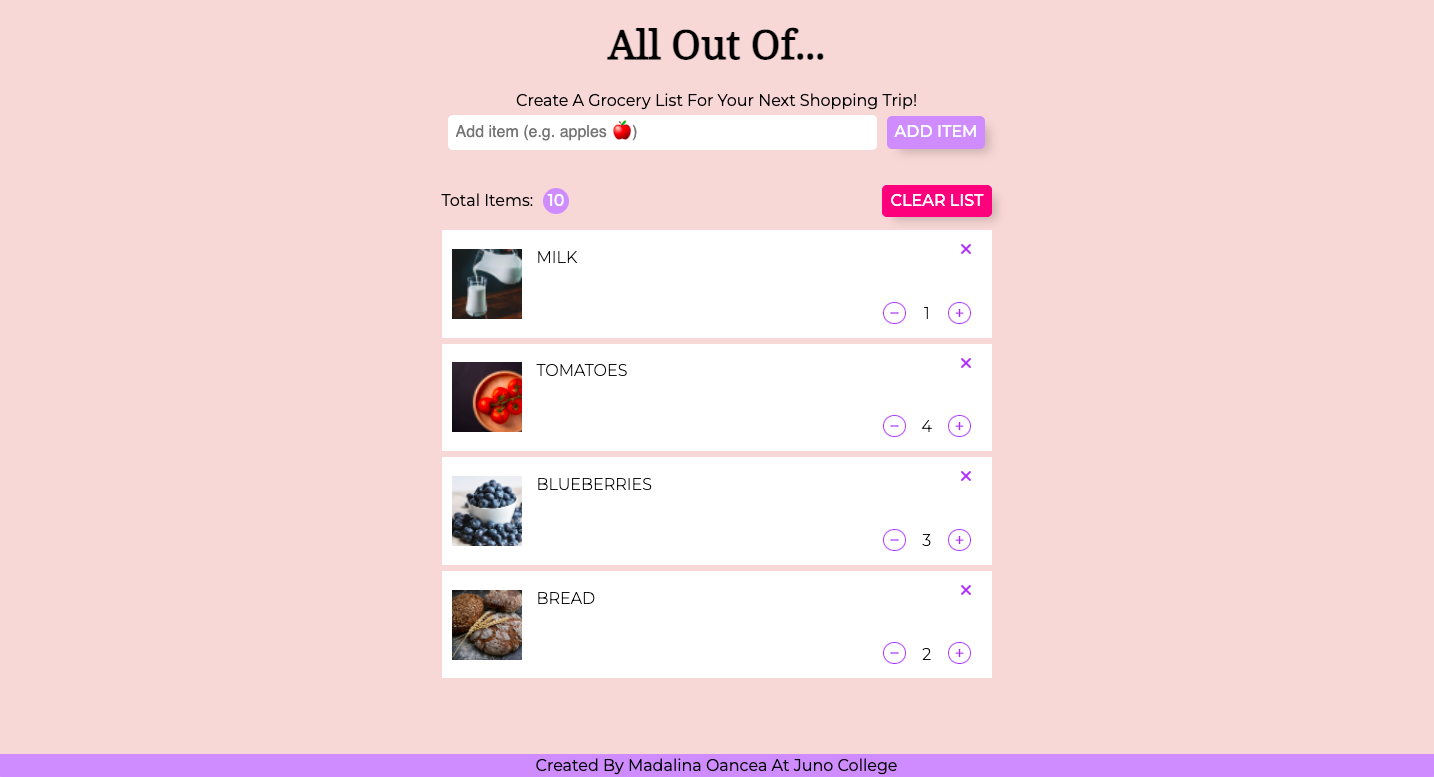 All Out Of...
Create A Grocery List For Your Next Shopping Trip!
Add item (e.g. apples 🍎) ADD ITEM
Total Items: 10 CLEAR LIST
MILK ×
− 1 +
TOMATOES ×
− 4 +
BLUEBERRIES ×
− 3 +
BREAD ×
− 2 +
Created By Madalina Oancea At Juno College